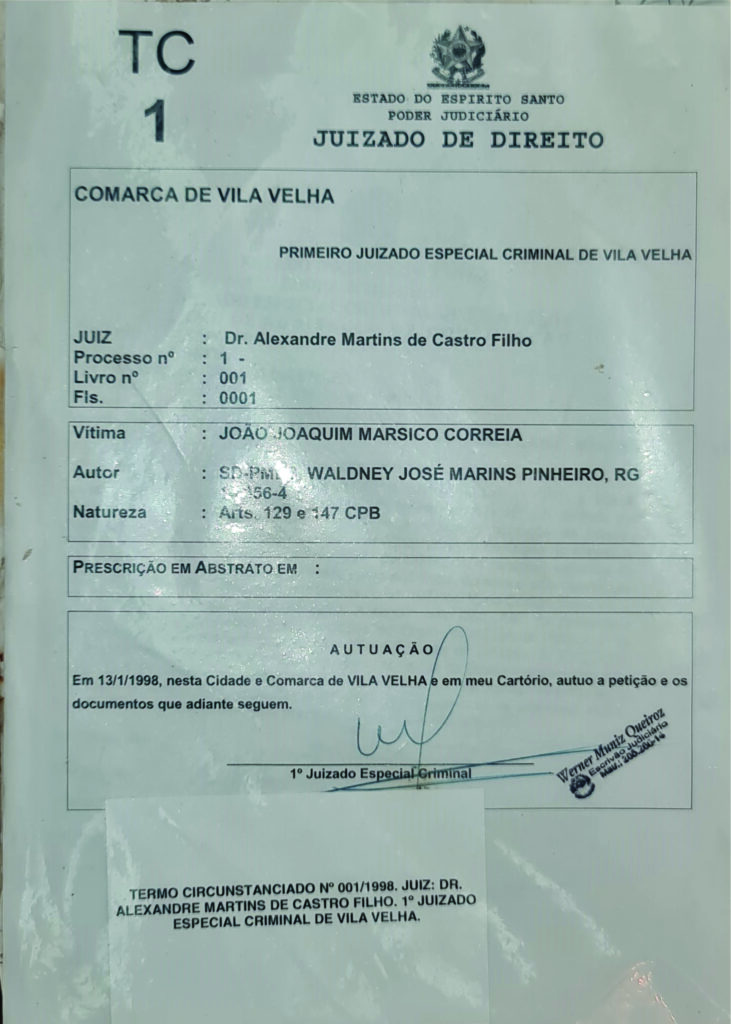 TC
1
ESTADO DO ESPIRITO SANTO
PODER JUDICIÁRIO
JUIZADO DE DIREITO
COMARCA DE VILA VELHA
PRIMEIRO JUIZADO ESPECIAL CRIMINAL DE VILA VELHA
JUIZ : Dr. Alexandre Martins de Castro Filho
Processo nº : 1 -
Livro nº : 001
Fls. : 0001
Vítima : JOÃO JOAQUIM MARSICO CORREIA
Autor : WALDNEY JOSÉ MARINS PINHEIRO, RG
Natureza : Arts. 129 e 147 CPB
PRESCRIÇÃO EM ABSTRATO EM :
AUTUAÇÃO
Em 13/1/1998, nesta Cidade e Comarca de VILA VELHA e em meu Cartório, autuo a petição e os
documentos que adiante seguem.
1º Juizado Especial Criminal
Werner Muniz Queiroz
Escrivão Judiciário
TERMO CIRCUNSTANCIADO Nº 001/1998. JUIZ: DR.
ALEXANDRE MARTINS DE CASTRO FILHO. 1º JUIZADO
ESPECIAL CRIMINAL DE VILA VELHA.